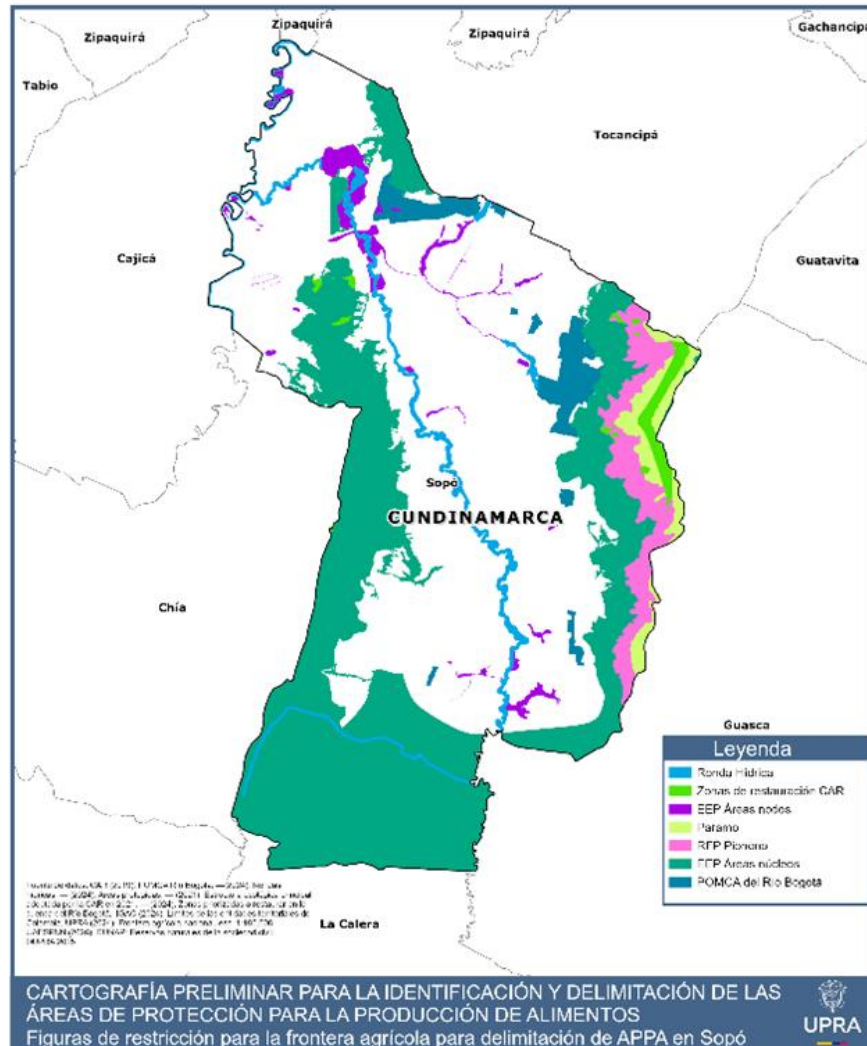 Zipaquirá
Zipaquirá
Zipaquirá
Gachancipá
Tabio
Tocancipá
Cajicá
Guatavita
Sopó
CUNDINAMARCA
Chía
Guasca
La Calera
Leyenda
Ronda Hídrica
Zonas de restauración CAR
EEP Áreas nodos
Páramo
RFP Pionono
EEP Áreas núcleos
POMCA del Río Bogotá
CARTOGRAFÍA PRELIMINAR PARA LA IDENTIFICACIÓN Y DELIMITACIÓN DE LAS
ÁREAS DE PROTECCIÓN PARA LA PRODUCCIÓN DE ALIMENTOS
Figuras de restricción para la frontera agrícola para delimitación de APPA en Sopó
UPRA